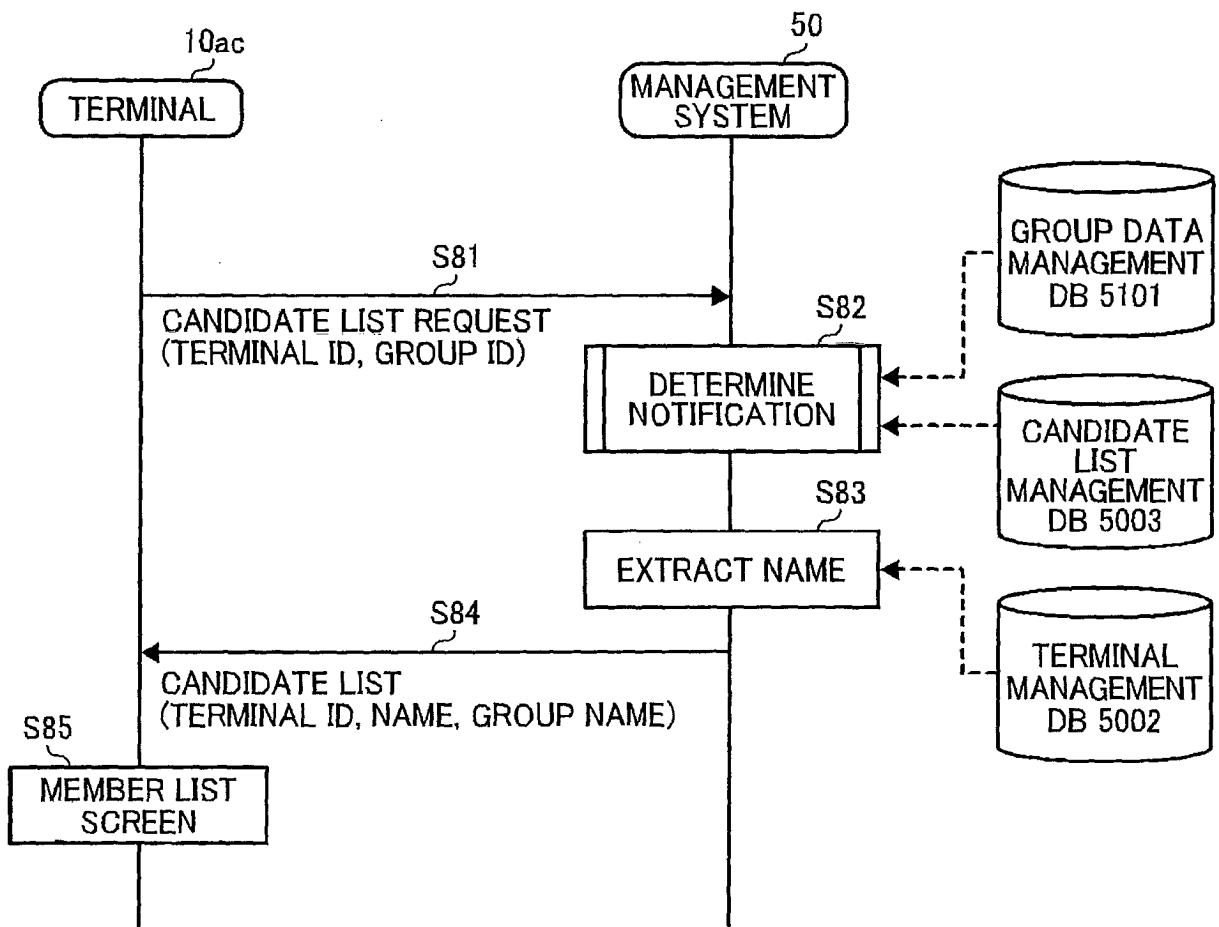 10ac
50
TERMINAL
MANAGEMENT
SYSTEM
GROUP DATA
MANAGEMENT
DB 5101
S81
CANDIDATE LIST REQUEST
(TERMINAL ID, GROUP ID)
S82
DETERMINE
NOTIFICATION
CANDIDATE
LIST
MANAGEMENT
DB 5003
S83
EXTRACT NAME
S84
CANDIDATE LIST
(TERMINAL ID, NAME, GROUP NAME)
TERMINAL
MANAGEMENT
DB 5002
S85
MEMBER LIST
SCREEN